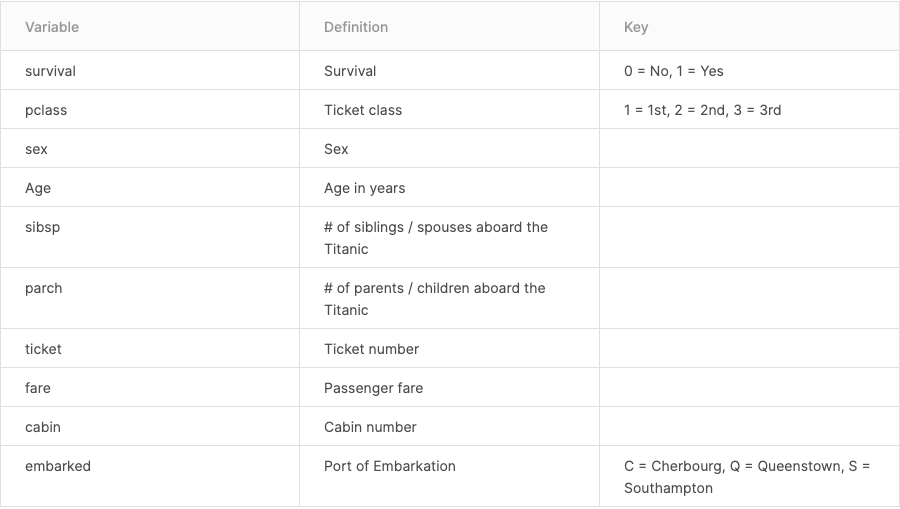 Variable Definition Key
survival Survival 0 = No, 1 = Yes
pclass Ticket class 1 = 1st, 2 = 2nd, 3 = 3rd
sex Sex
Age Age in years
sibsp # of siblings / spouses aboard the
Titanic
parch # of parents / children aboard the
Titanic
ticket Ticket number
fare Passenger fare
cabin Cabin number
embarked Port of Embarkation C = Cherbourg, Q = Queenstown, S =
Southampton